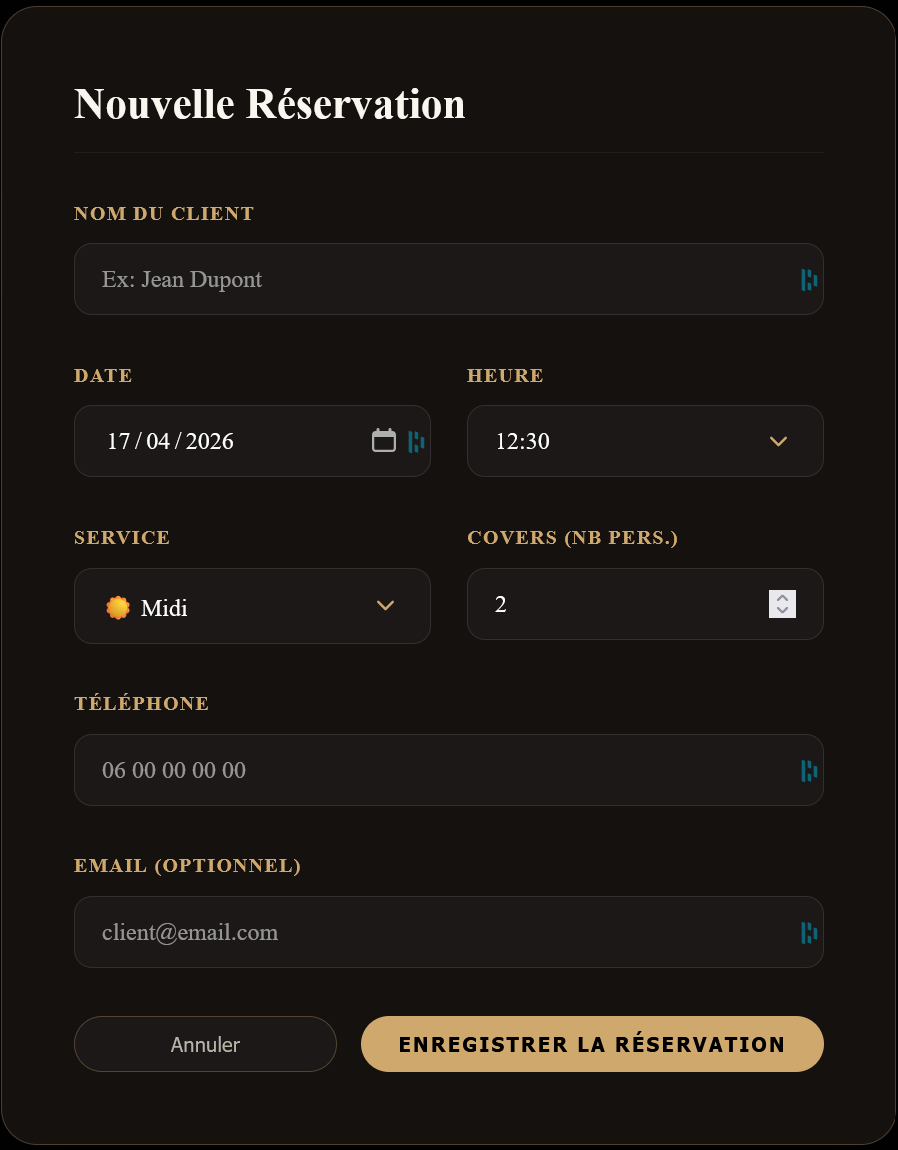 Nouvelle Réservation
NOM DU CLIENT
Ex: Jean Dupont
DATE
HEURE
17/04/2026
12:30
SERVICE
COVERS (NB PERS.)
Midi
2
TÉLÉPHONE
06 00 00 00 00
EMAIL (OPTIONNEL)
client@email.com
Annuler
ENREGISTRER LA RÉSERVATION